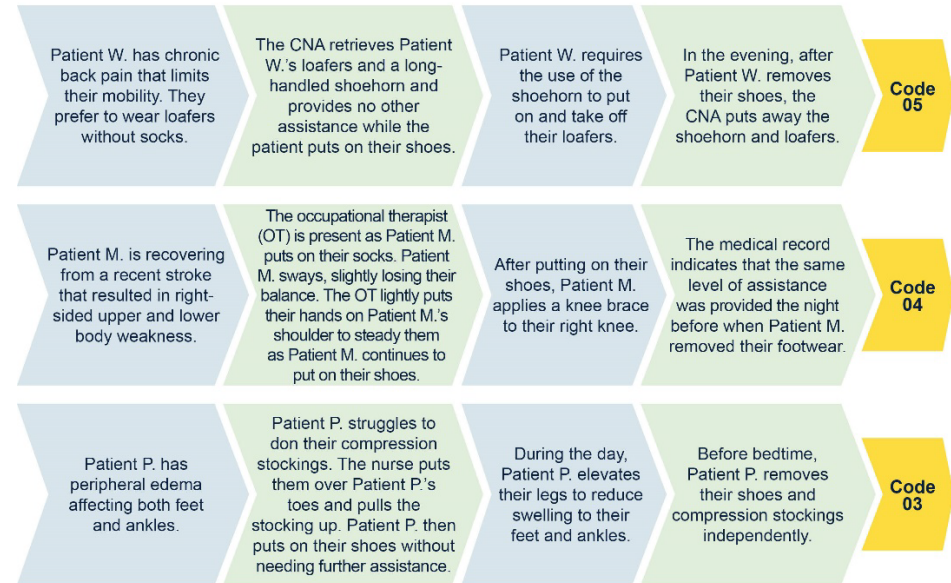 Patient W. has chronic
back pain that limits
their mobility. They
prefer to wear loafers
without socks.
The CNA retrieves Patient
W.'s loafers and a long-
handled shoehorn and
provides no other
assistance while the
patient puts on their shoes.
Patient W. requires
the use of the
shoehorn to put
on and take off
their loafers.
In the evening, after
Patient W. removes
their shoes, the
CNA puts away the
shoehorn and loafers.
Code
05
Patient M. is recovering
from a recent stroke
that resulted in right-
sided upper and lower
body weakness.
The occupational therapist
(OT) is present as Patient M.
puts on their socks. Patient
M. sways, slightly losing their
balance. The OT lightly puts
their hands on Patient M.'s
shoulder to steady them
as Patient M. continues to
put on their shoes.
After putting on their
shoes, Patient M.
applies a knee brace
to their right knee.
The medical record
indicates that the same
level of assistance
was provided the night
before when Patient M.
removed their footwear.
Code
04
Patient P. has
peripheral edema
affecting both feet
and ankles.
Patient P. struggles to
don their compression
stockings. The nurse puts
them over Patient P.'s
toes and pulls the
stocking up. Patient P. then
puts on their shoes without
needing further assistance.
During the day,
Patient P. elevates
their legs to reduce
swelling to their
feet and ankles.
Before bedtime,
Patient P. removes
their shoes and
compression stockings
independently.
Code
03